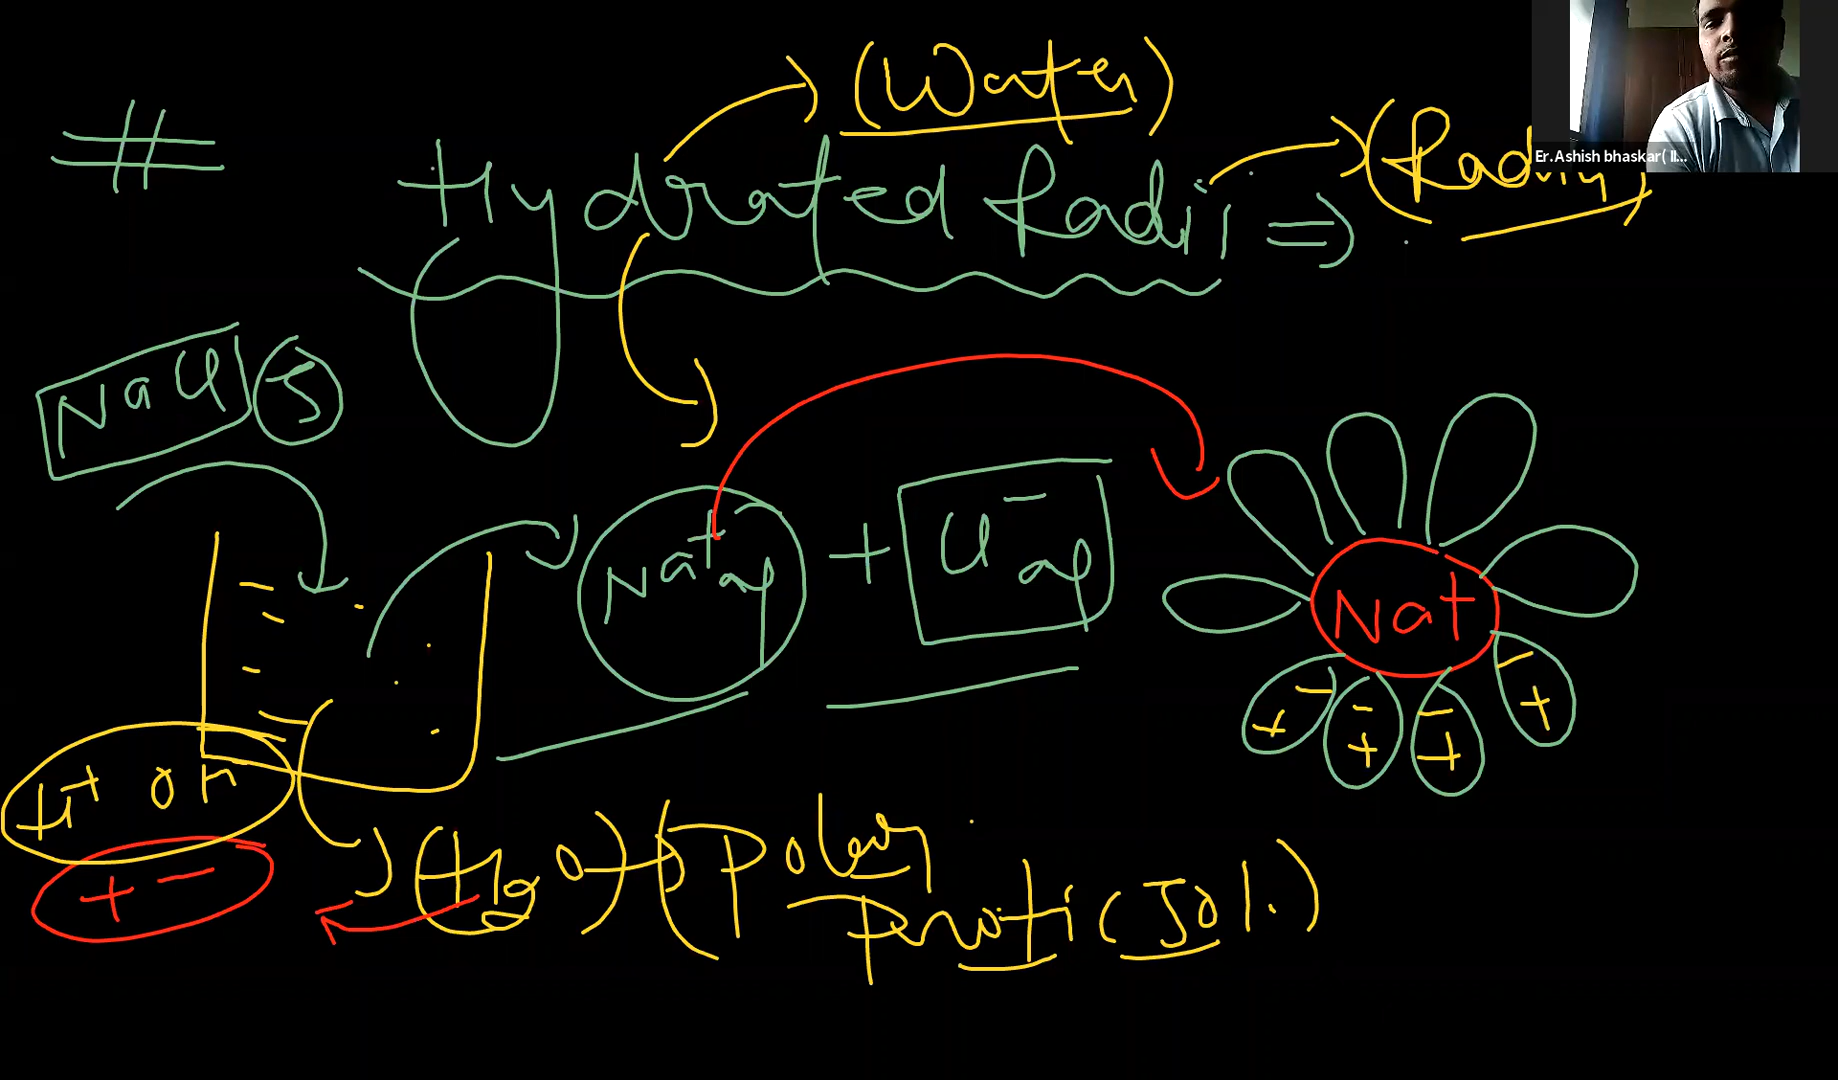 (Water)
# Hydrated Radii ⇒ (Radius)
Er.Ashish bhaskar( II...
NaCl (s)
Na+ aq + Cl− aq
Na+
− + − + − + − +
H+ OH
+ −
(H2O) → (Polar
Protic (Sol.)